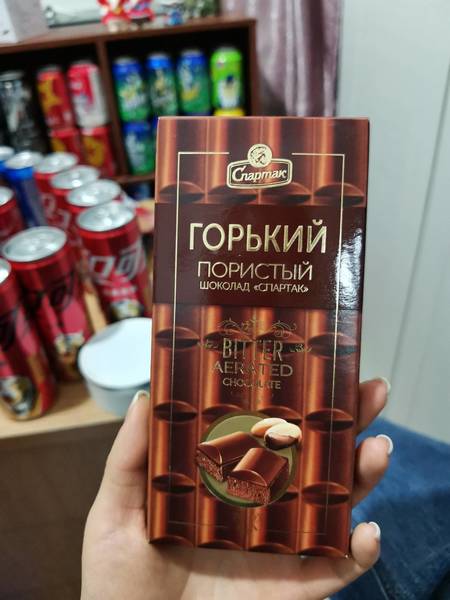 Спартак
ГОРЬКИЙ
ПОРИСТЫЙ
ШОКОЛАД «СПАРТАК»
BITTER
AERATED
CHOCOLATE